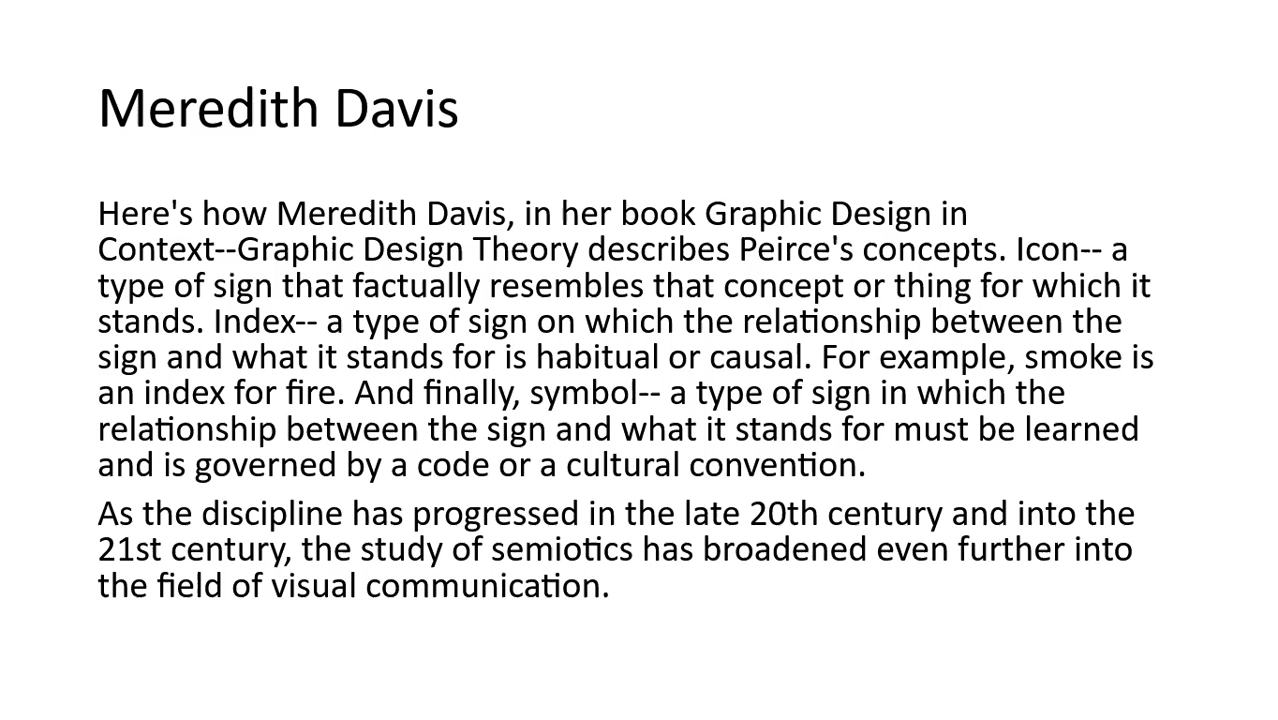 Meredith Davis
Here's how Meredith Davis, in her book Graphic Design in
Context--Graphic Design Theory describes Peirce's concepts. Icon-- a
type of sign that factually resembles that concept or thing for which it
stands. Index-- a type of sign on which the relationship between the
sign and what it stands for is habitual or causal. For example, smoke is
an index for fire. And finally, symbol-- a type of sign in which the
relationship between the sign and what it stands for must be learned
and is governed by a code or a cultural convention.
As the discipline has progressed in the late 20th century and into the
21st century, the study of semiotics has broadened even further into
the field of visual communication.